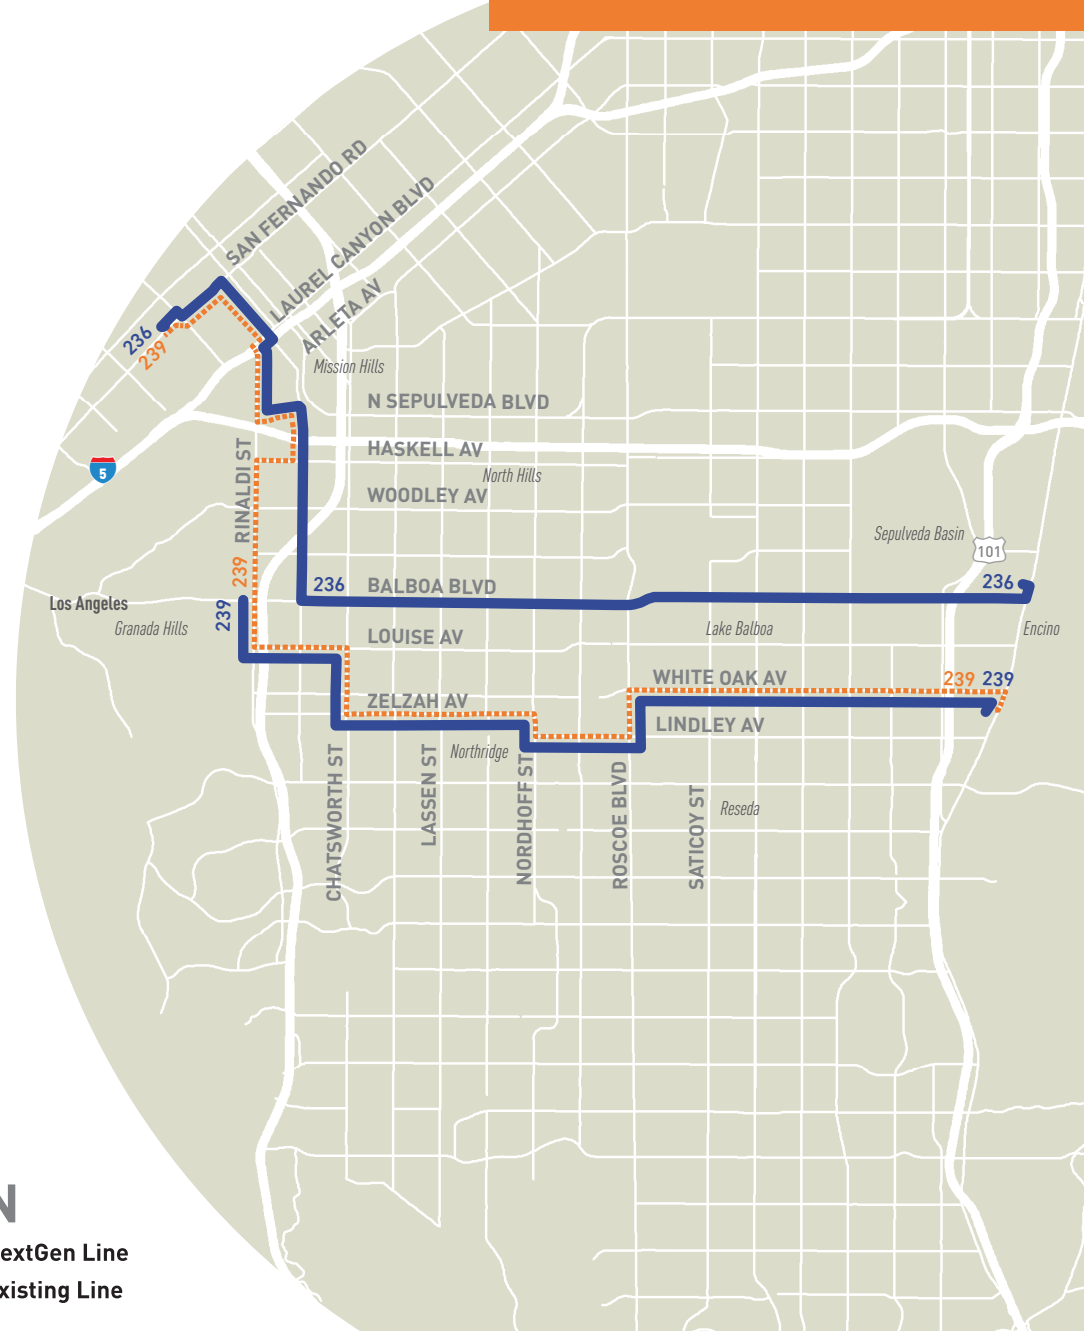 SAN FERNANDO RD
LAUREL CANYON BLVD
ARLETA AV
236
239
Mission Hills
N SEPULVEDA BLVD
HASKELL AV
North Hills
RINALDI ST
5
WOODLEY AV
Sepulveda Basin
101
239
236
BALBOA BLVD
236
Los Angeles
239
Granada Hills
LOUISE AV
Lake Balboa
Encino
WHITE OAK AV
239
239
ZELZAH AV
LINDLEY AV
Northridge
CHATSWORTH ST
LASSEN ST
NORDHOFF ST
ROSCOE BLVD
SATICOY ST
Reseda
N
extGen Line
xisting Line